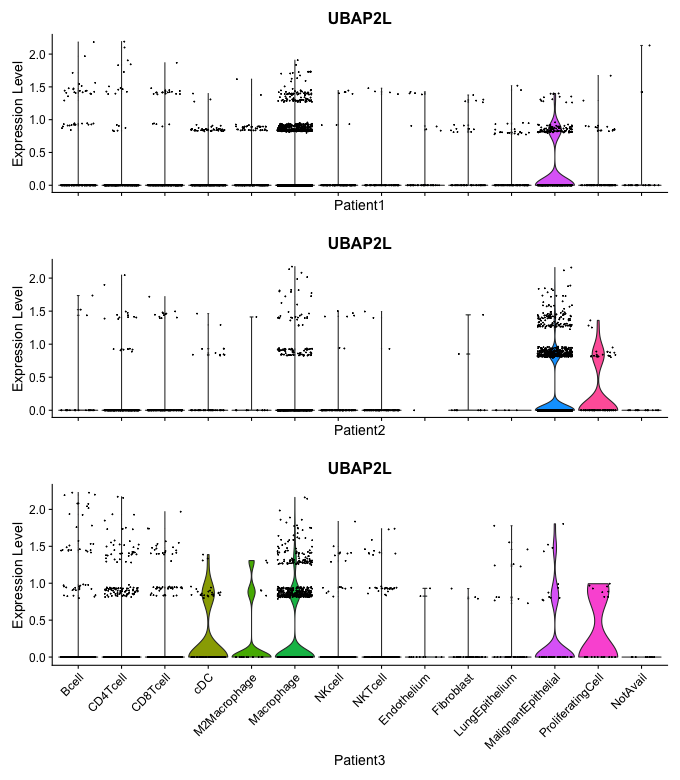 UBAP2L
Expression Level
2.0
1.5
1.0
0.5
0.0
Patient1
UBAP2L
Expression Level
2.0
1.5
1.0
0.5
0.0
Patient2
UBAP2L
Expression Level
2.0
1.5
1.0
0.5
0.0
Bcell
CD4Tcell
CD8Tcell
cDC
M2Macrophage
Macrophage
NKcell
NKTcell
Endothelium
Fibroblast
LungEpithelium
MalignantEpithelial
ProliferatingCell
NotAvail
Patient3